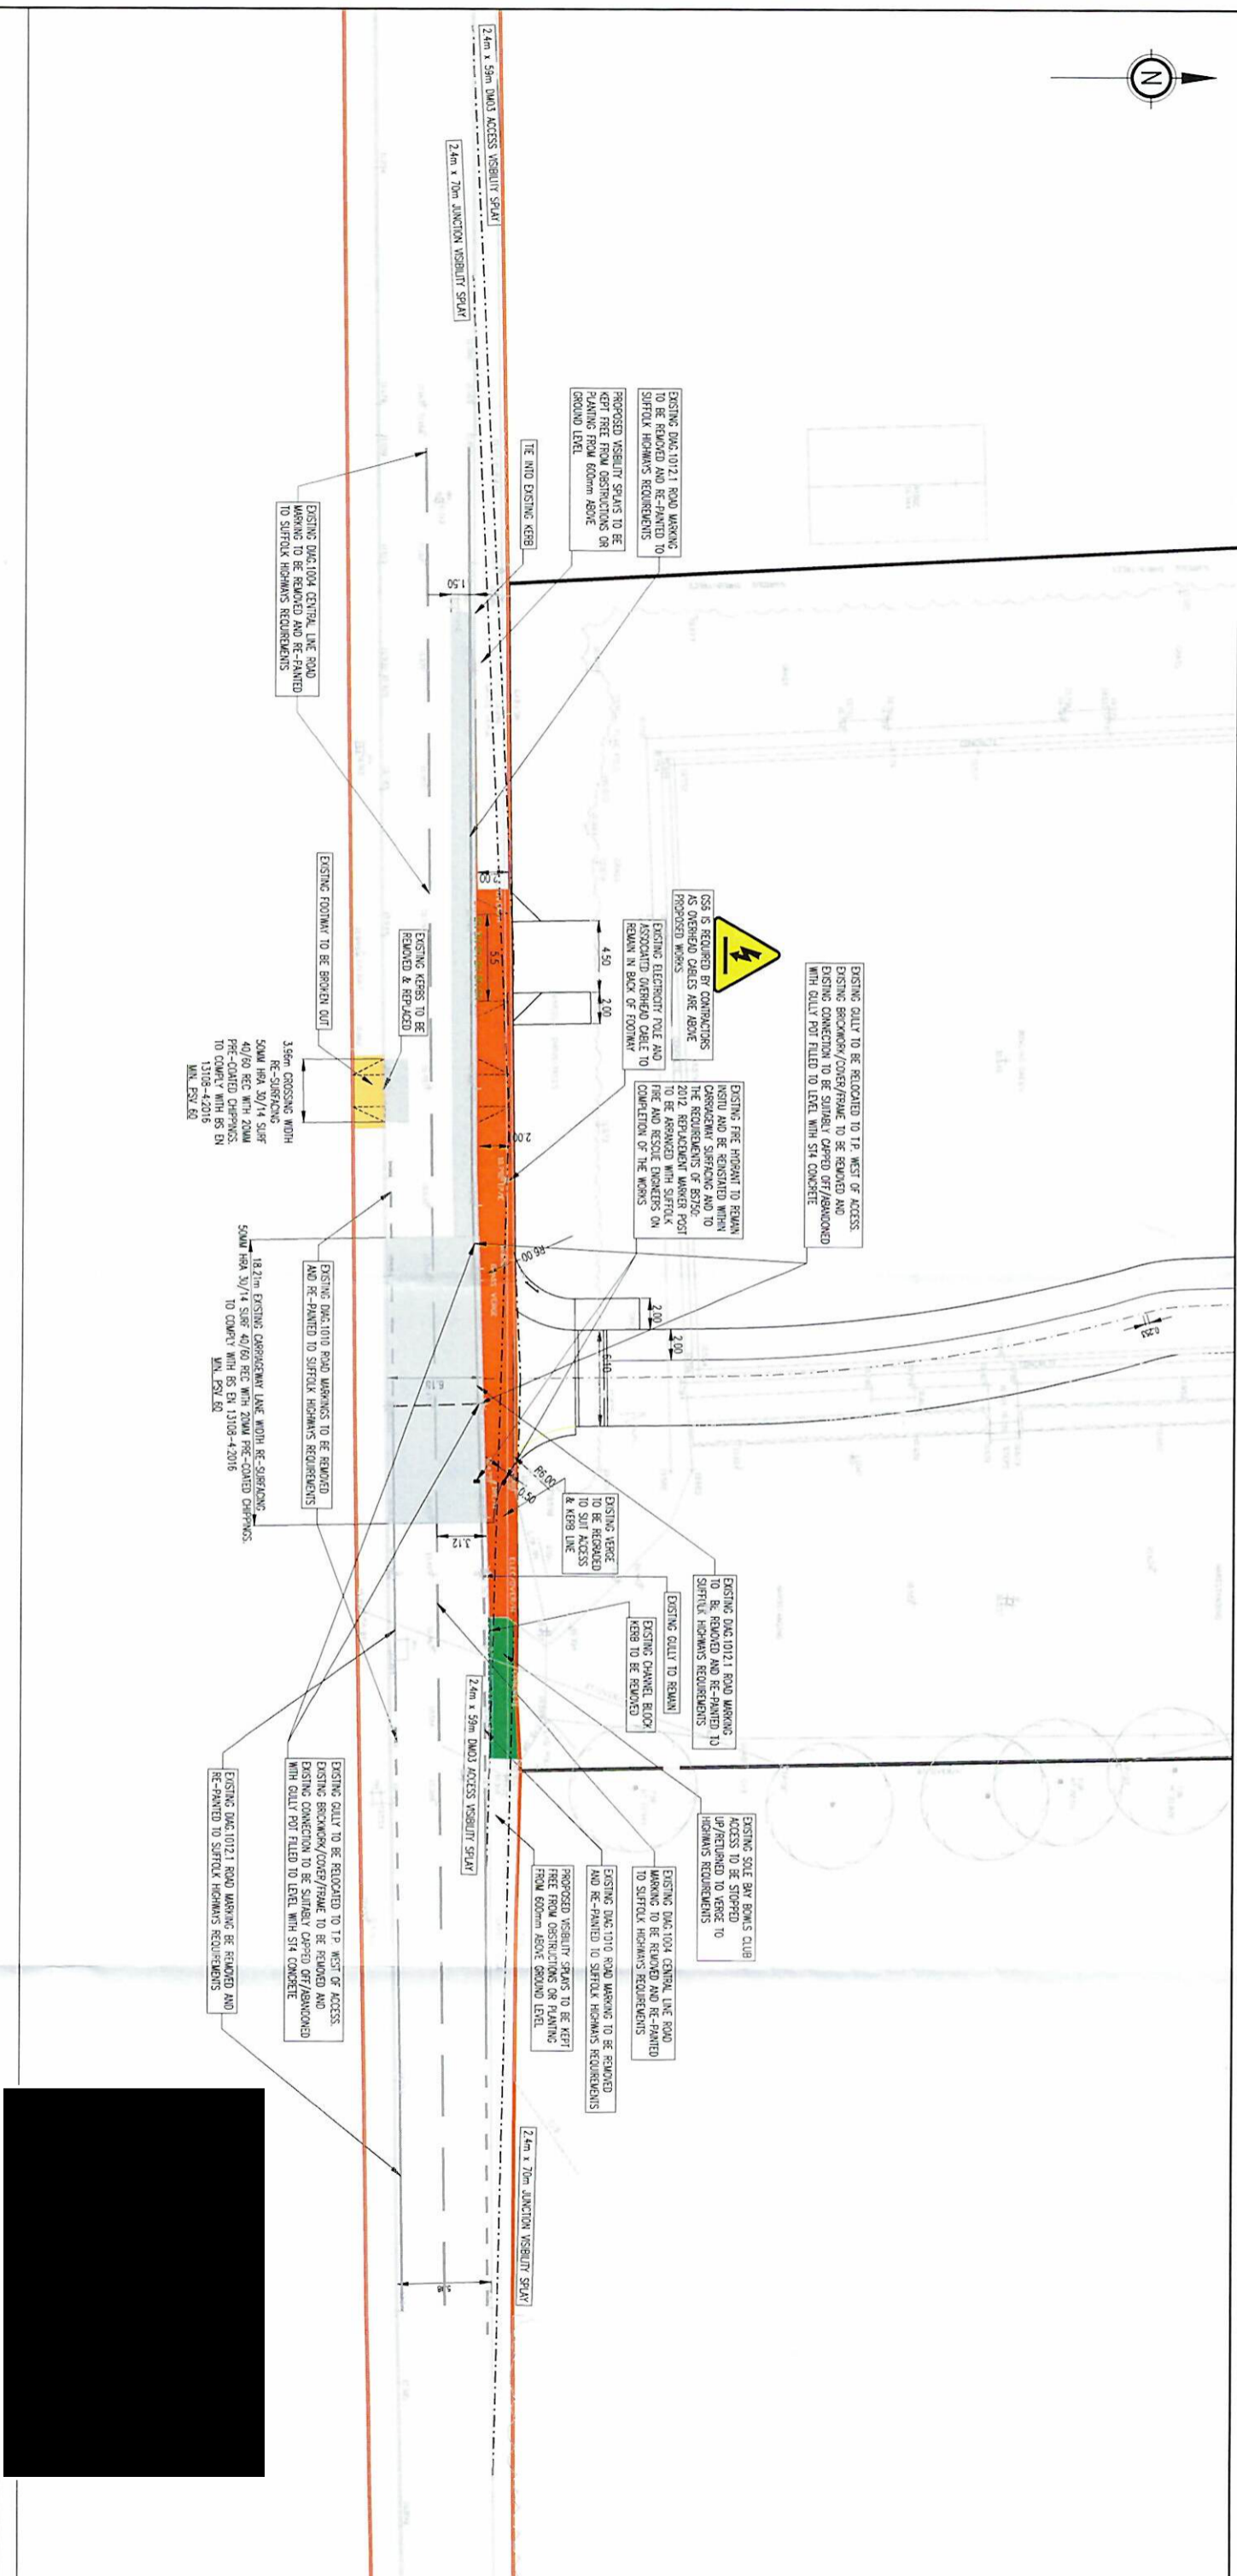 N
2.4m x 59m DM03 ACCESS VISIBILITY SPLAY
2.4m x 70m JUNCTION VISIBILITY SPLAY
EXISTING DIAG.1012.1 ROAD MARKING
TO BE REMOVED AND RE-PAINTED TO
SUFFOLK HIGHWAYS REQUIREMENTS
PROPOSED VISIBILITY SPLAYS TO BE
KEPT FREE FROM OBSTRUCTIONS OR
PLANTING FROM 600mm ABOVE
GROUND LEVEL
TIE INTO EXISTING KERB
1.50
EXISTING DIAG.1004 CENTRAL LINE ROAD
MARKING TO BE REMOVED AND RE-PAINTED
TO SUFFOLK HIGHWAYS REQUIREMENTS
EXISTING GULLY TO BE RELOCATED TO T.P. WEST OF ACCESS.
EXISTING BRICKWORK/COVER/FRAME TO BE REMOVED AND
EXISTING CONNECTION TO BE SUITABLY CAPPED OFF/ABANDONED
WITH GULLY POT FILLED TO LEVEL WITH ST4 CONCRETE
GS6 IS REQUIRED BY CONTRACTORS
AS OVERHEAD CABLES ARE ABOVE
PROPOSED WORKS
EXISTING ELECTRICITY POLE AND
ASSOCIATED OVERHEAD CABLE TO
REMAIN IN BACK OF FOOTWAY
4.50
2.00
5.5
2.00
EXISTING FIRE HYDRANT TO REMAIN
INSITU AND BE REINSTATED WITHIN
CARRIAGEWAY SURFACING AND TO
THE REQUIREMENTS OF BS750:
2012. REPLACEMENT MARKER POST
TO BE ARRANGED WITH SUFFOLK
FIRE AND RESCUE ENGINEERS ON
COMPLETION OF THE WORKS
EXISTING KERBS TO BE
REMOVED & REPLACED
EXISTING FOOTWAY TO BE BROKEN OUT
3.96m CROSSING WIDTH
RE-SURFACING
50MM HRA 30/14 SURF
40/60 REC WITH 20MM
PRE-COATED CHIPPINGS.
TO COMPLY WITH BS EN
13108-4:2016
MIN. PSV 60
2.00
R6.00
2.00
2.00
5.10
R6.00
0.50
3.12
EXISTING DIAG.1010 ROAD MARKINGS TO BE REMOVED
AND RE-PAINTED TO SUFFOLK HIGHWAYS REQUIREMENTS
18.21m EXISTING CARRIAGEWAY LANE WIDTH RE-SURFACING
50MM HRA 30/14 SURF 40/60 REC WITH 20MM PRE-COATED CHIPPINGS.
TO COMPLY WITH BS EN 13108-4:2016
MIN. PSV 60
EXISTING VERGE
TO BE REGRADED
TO SUIT ACCESS
& KERB LINE
EXISTING DIAG.1012.1 ROAD MARKING
TO BE REMOVED AND RE-PAINTED TO
SUFFOLK HIGHWAYS REQUIREMENTS
EXISTING GULLY TO REMAIN
EXISTING CHANNEL BLOCK
KERB TO BE REMOVED
2.4m x 59m DM03 ACCESS VISIBILITY SPLAY
EXISTING SOLE BAY BOWLS CLUB
ACCESS TO BE STOPPED
UP/RETURNED TO VERGE TO
HIGHWAYS REQUIREMENTS
EXISTING DIAG.1004 CENTRAL LINE ROAD
MARKING TO BE REMOVED AND RE-PAINTED
TO SUFFOLK HIGHWAYS REQUIREMENTS
EXISTING DIAG.1010 ROAD MARKING TO BE REMOVED
AND RE-PAINTED TO SUFFOLK HIGHWAYS REQUIREMENTS
PROPOSED VISIBILITY SPLAYS TO BE KEPT
FREE FROM OBSTRUCTIONS OR PLANTING
FROM 600mm ABOVE GROUND LEVEL
2.4m x 70m JUNCTION VISIBILITY SPLAY
EXISTING GULLY TO BE RELOCATED TO T.P. WEST OF ACCESS.
EXISTING BRICKWORK/COVER/FRAME TO BE REMOVED AND
EXISTING CONNECTION TO BE SUITABLY CAPPED OFF/ABANDONED
WITH GULLY POT FILLED TO LEVEL WITH ST4 CONCRETE
EXISTING DIAG.1012.1 ROAD MARKING BE REMOVED AND
RE-PAINTED TO SUFFOLK HIGHWAYS REQUIREMENTS